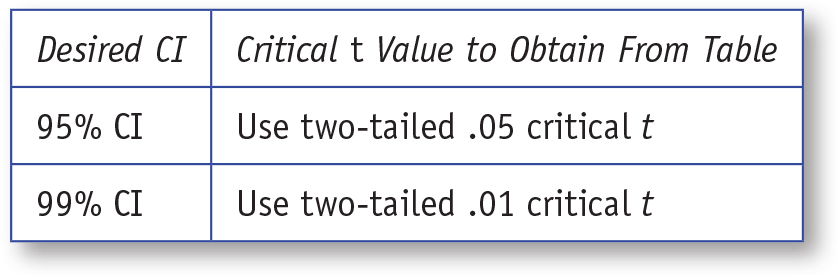 Desired CI Critical t Value to Obtain From Table
95% CI Use two-tailed .05 critical t
99% CI Use two-tailed .01 critical t